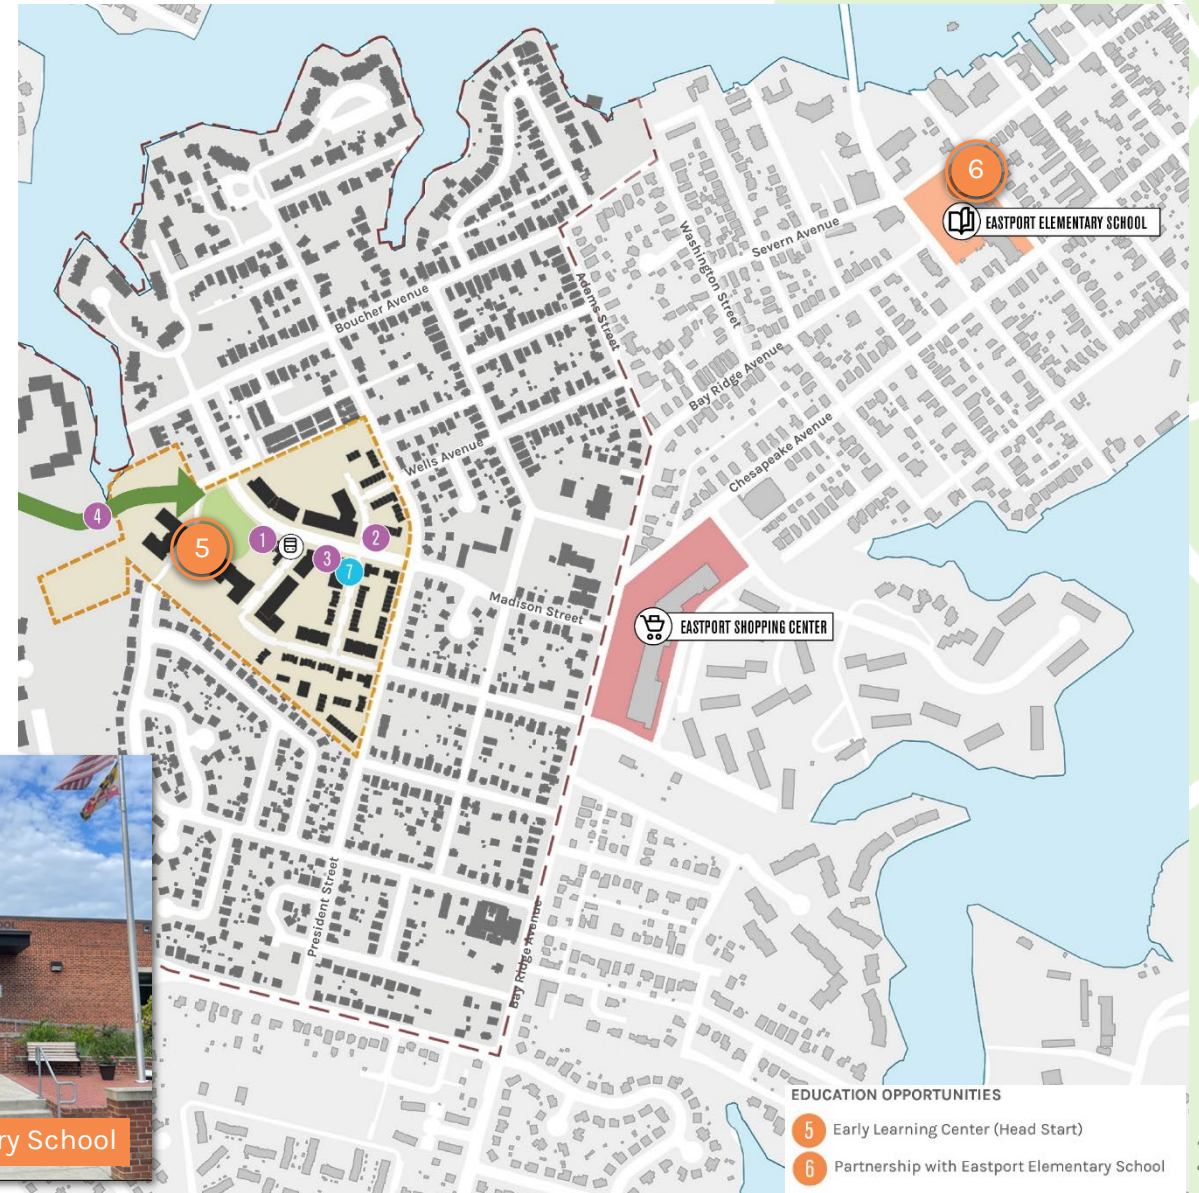 6
EASTPORT ELEMENTARY SCHOOL
Severn Avenue
Washington Street
Adams Street
Boucher Avenue
Bay Ridge Avenue
Chesapeake Avenue
Wells Avenue
4
5
1
2
3
7
Madison Street
EASTPORT SHOPPING CENTER
President Street
Bay Ridge Avenue
ry School
EDUCATION OPPORTUNITIES
5 Early Learning Center (Head Start)
6 Partnership with Eastport Elementary School